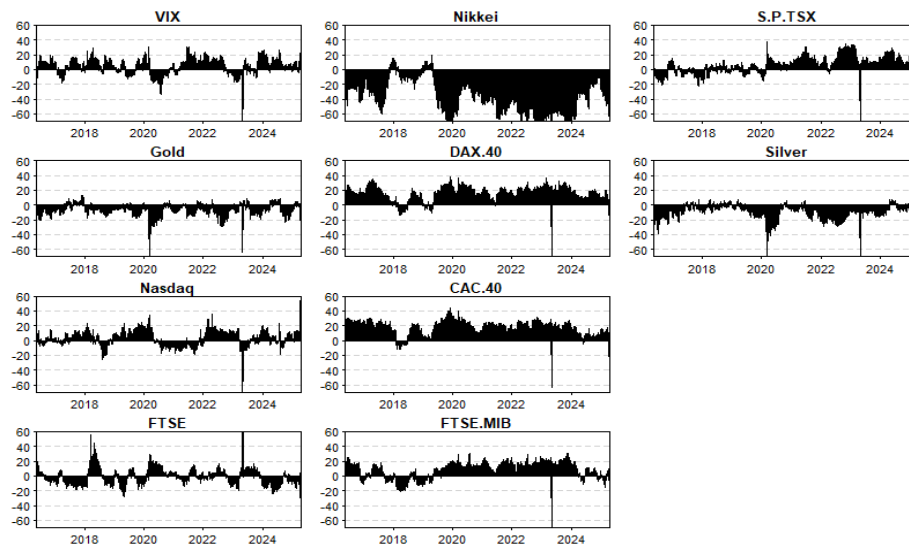 VIX Nikkei S.P.TSX
60 60 60
40 40 40
20 20 20
0 0 0
-20 -20 -20
-40 -40 -40
-60 -60 -60
2018 2020 2022 2024 2018 2020 2022 2024 2018 2020 2022 2024
Gold DAX.40 Silver
60 60 60
40 40 40
20 20 20
0 0 0
-20 -20 -20
-40 -40 -40
-60 -60 -60
2018 2020 2022 2024 2018 2020 2022 2024 2018 2020 2022 2024
Nasdaq CAC.40
60 60
40 40
20 20
0 0
-20 -20
-40 -40
-60 -60
2018 2020 2022 2024 2018 2020 2022 2024
FTSE FTSE.MIB
60 60
40 40
20 20
0 0
-20 -20
-40 -40
-60 -60
2018 2020 2022 2024 2018 2020 2022 2024